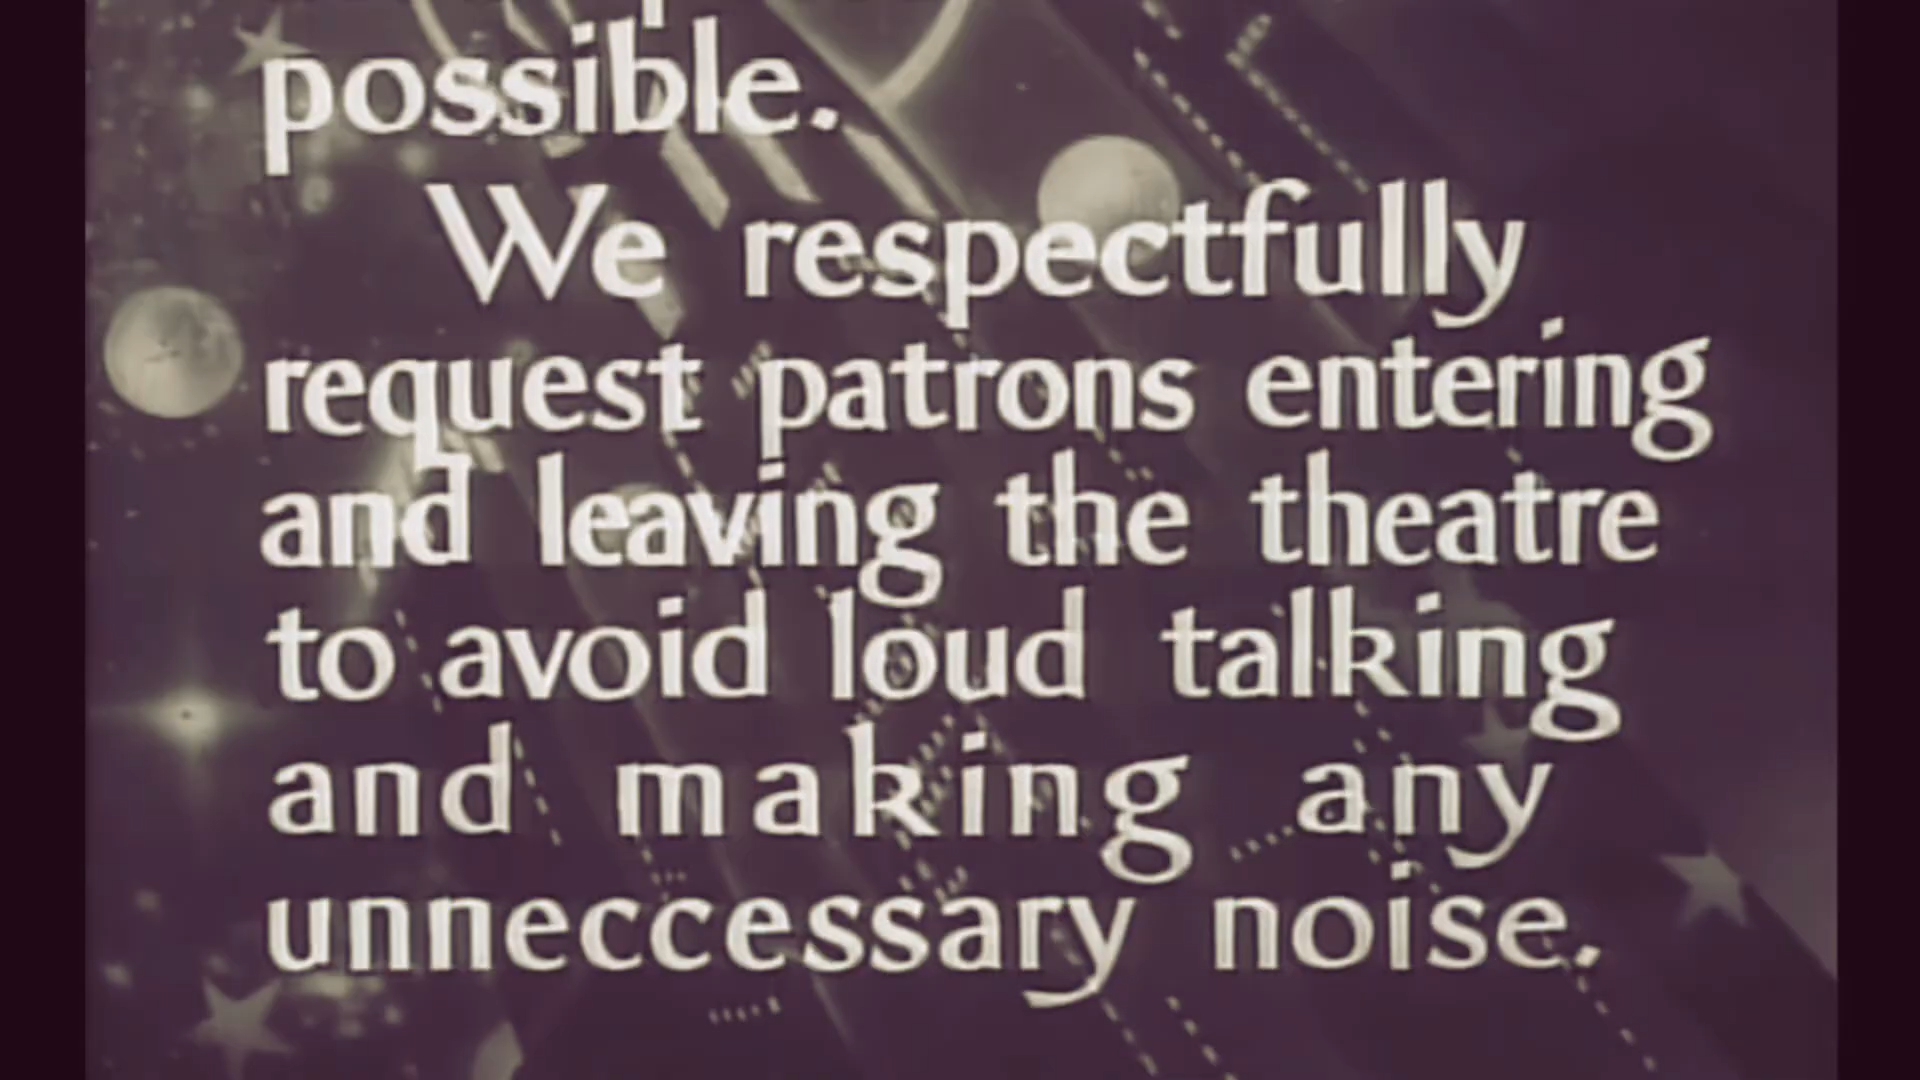 possible.
We respectfully
request patrons entering
and leaving the theatre
to avoid loud talking
and making any
unneccessary noise.